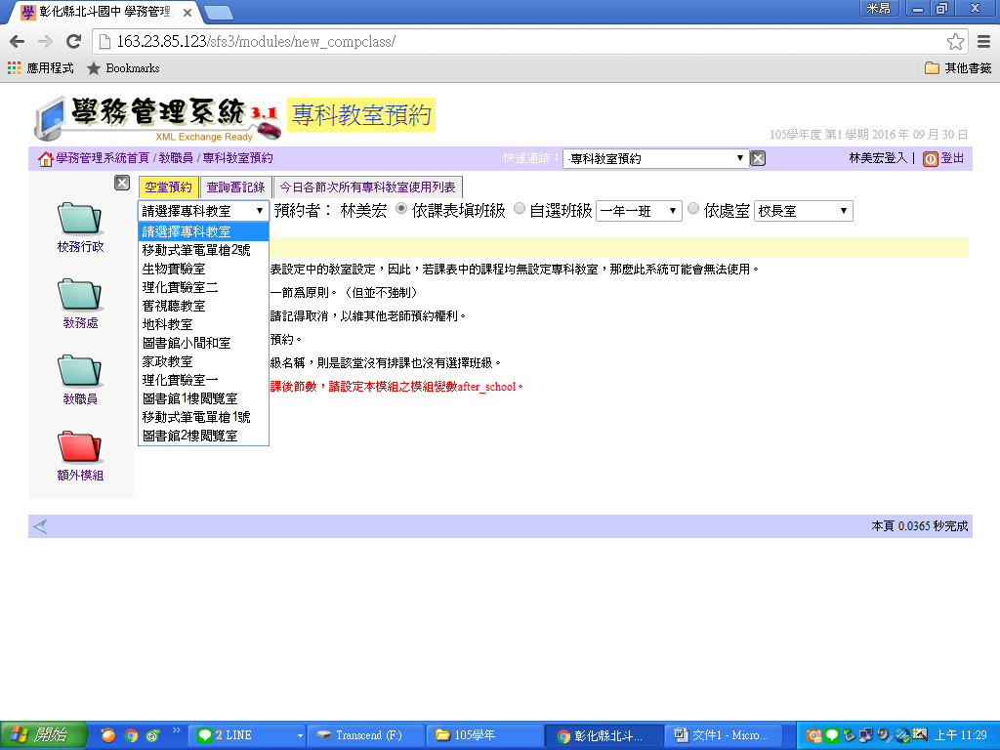 彰化縣北斗國中 學務管理
米昂
163.23.85.123/sfs3/modules/new_compclass/
應用程式 Bookmarks 其他書籤
學務管理系統 3.1
XML Exchange Ready
專科教室預約
105學年度 第1學期 2016 年 09 月 30 日
學務管理系統首頁 / 教職員 / 專科教室預約 快速連結： ·專科教室預約 林美宏登入 | 登出
空堂預約 查詢舊記錄 今日各節次所有專科教室使用列表
請選擇專科教室 預約者： 林美宏 依課表填班級 自選班級 一年一班 依處室 校長室
請選擇專科教室
移動式筆電單槍2號
生物實驗室
理化實驗室二
舊視聽教室
地科教室
圖書館小間和室
家政教室
理化實驗室一
圖書館1樓閱覽室
移動式筆電單槍1號
圖書館2樓閱覽室
表設定中的教室設定，因此，若課表中的課程均無設定專科教室，那麼此系統可能會無法使用。
一節為原則。（但並不強制）
請記得取消，以維其他老師預約權利。
預約。
級名稱，則是該堂沒有排課也沒有選擇班級。
課後節數，請設定本模組之模組變數after_school。
校務行政
教務處
教職員
額外模組
本頁 0.0365 秒完成
開始 2 LINE Transcend (F:) 105學年 彰化縣北斗... 文件1 - Micro... 上午 11:29